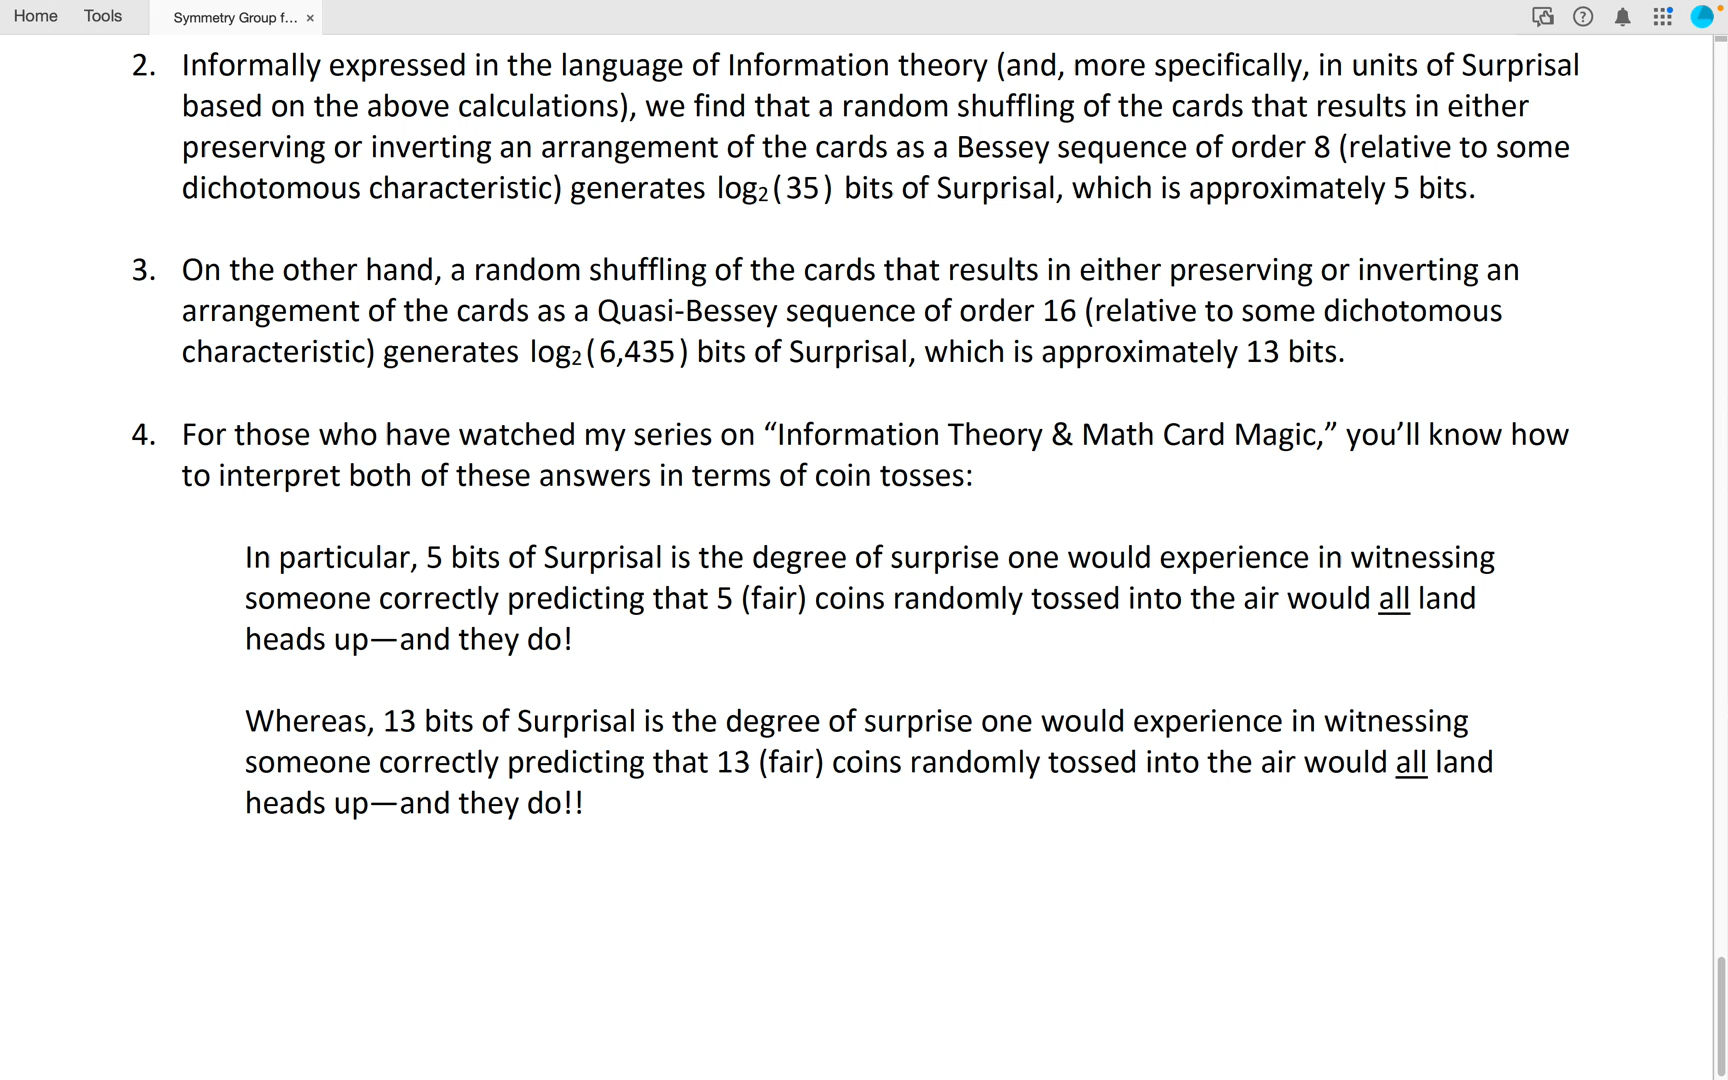 Home Tools Symmetry Group f... ×
2. Informally expressed in the language of Information theory (and, more specifically, in units of Surprisal
based on the above calculations), we find that a random shuffling of the cards that results in either
preserving or inverting an arrangement of the cards as a Bessey sequence of order 8 (relative to some
dichotomous characteristic) generates log₂(35) bits of Surprisal, which is approximately 5 bits.
3. On the other hand, a random shuffling of the cards that results in either preserving or inverting an
arrangement of the cards as a Quasi-Bessey sequence of order 16 (relative to some dichotomous
characteristic) generates log₂(6,435) bits of Surprisal, which is approximately 13 bits.
4. For those who have watched my series on “Information Theory & Math Card Magic,” you’ll know how
to interpret both of these answers in terms of coin tosses:
In particular, 5 bits of Surprisal is the degree of surprise one would experience in witnessing
someone correctly predicting that 5 (fair) coins randomly tossed into the air would all land
heads up—and they do!
Whereas, 13 bits of Surprisal is the degree of surprise one would experience in witnessing
someone correctly predicting that 13 (fair) coins randomly tossed into the air would all land
heads up—and they do!!